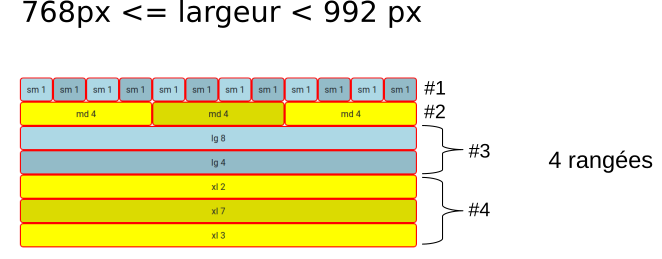 768px <= largeur < 992 px
sm 1 sm 1 sm 1 sm 1 sm 1 sm 1 sm 1 sm 1 sm 1 sm 1 sm 1 sm 1 #1
md 4 md 4 md 4 #2
lg 8
lg 4
#3
4 rangées
xl 2
xl 7
xl 3
#4